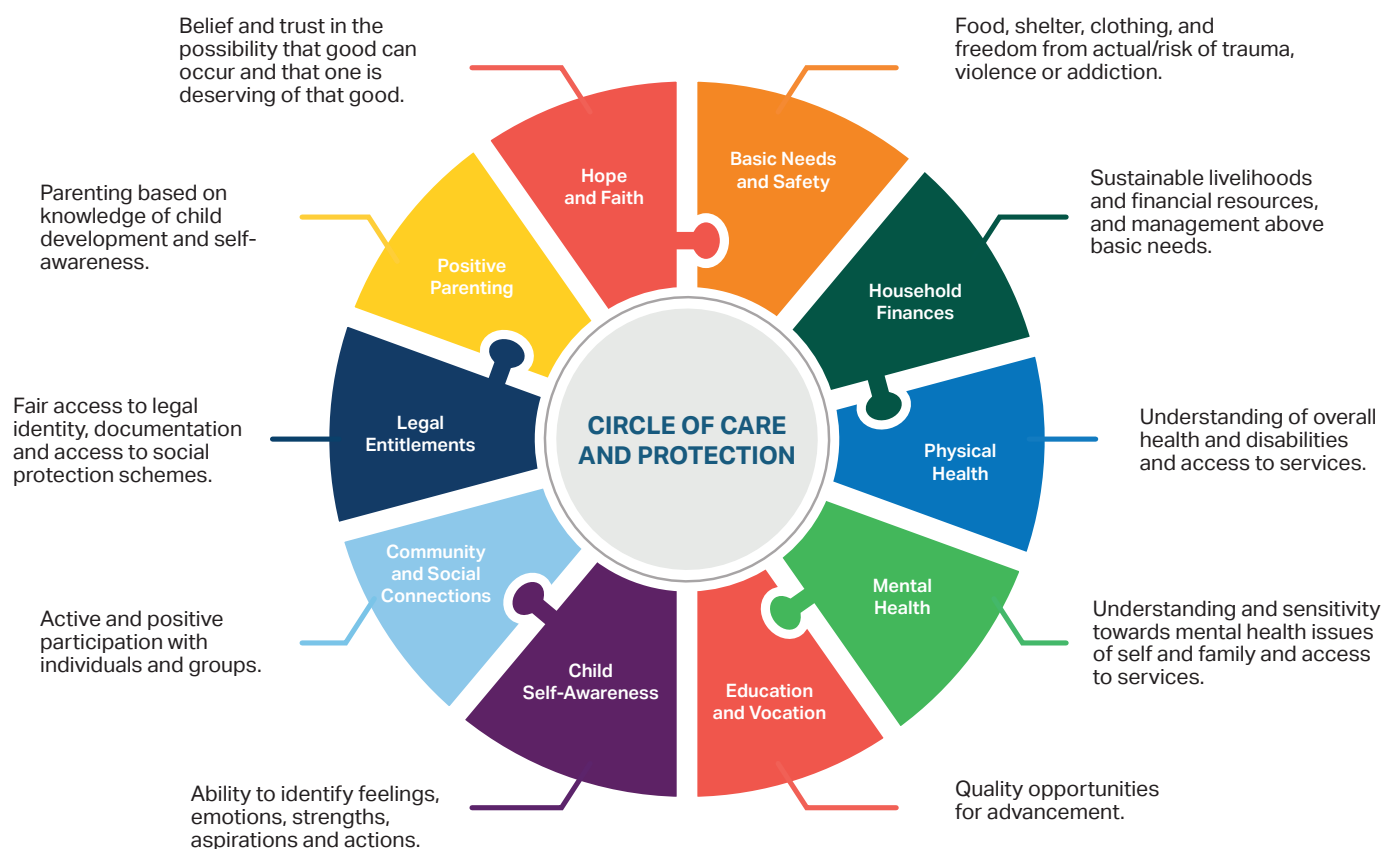 Belief and trust in the
possibility that good can
occur and that one is
deserving of that good.
Food, shelter, clothing, and
freedom from actual/risk of trauma,
violence or addiction.
Hope
and Faith
Basic Needs
and Safety
Parenting based on
knowledge of child
development and self-
awareness.
Positive
Parenting
Household
Finances
Sustainable livelihoods
and financial resources,
and management above
basic needs.
Fair access to legal
identity, documentation
and access to social
protection schemes.
Legal
Entitlements
CIRCLE OF CARE
AND PROTECTION
Physical
Health
Understanding of overall
health and disabilities
and access to services.
Active and positive
participation with
individuals and groups.
Community
and Social
Connections
Mental
Health
Understanding and sensitivity
towards mental health issues
of self and family and access
to services.
Child
Self-Awareness
Education
and Vocation
Ability to identify feelings,
emotions, strengths,
aspirations and actions.
Quality opportunities
for advancement.